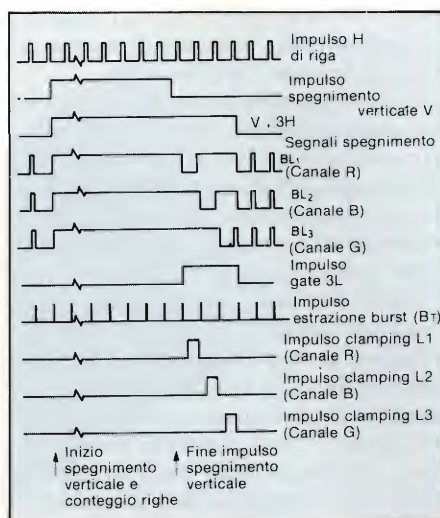 Impulso H
di riga
Impulso
spegnimento
verticale V
V . 3H
Segnali spegnimento
BL1
(Canale R)
BL2
(Canale B)
BL3
(Canale G)
Impulso
gate 3L
Impulso
estrazione burst (BT)
Impulso clamping L1
(Canale R)
Impulso clamping L2
(Canale B)
Impulso clamping L3
(Canale G)
Inizio
spegnimento
verticale e
conteggio righe
Fine impulso
spegnimento
verticale